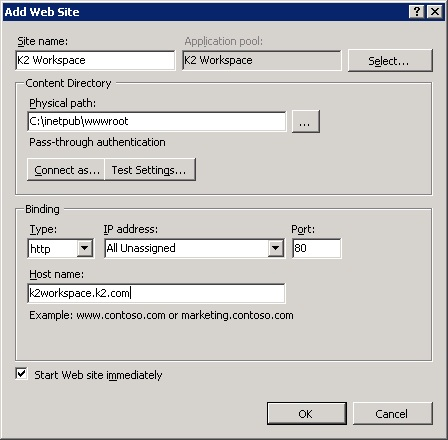 Add Web Site
Site name: Application pool:
K2 Workspace K2 Workspace Select...
Content Directory
Physical path:
C:\inetpub\wwwroot ...
Pass-through authentication
Connect as... Test Settings...
Binding
Type: IP address: Port:
http All Unassigned 80
Host name:
k2workspace.k2.com
Example: www.contoso.com or marketing.contoso.com
Start Web site immediately
OK Cancel